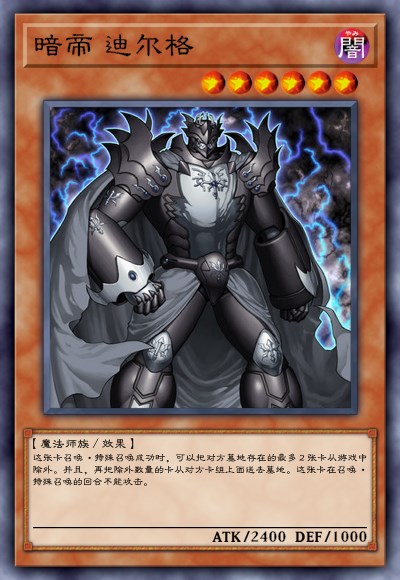 暗帝 迪尔格
やみ
闇
【魔法师族／效果】
这张卡召唤·特殊召唤成功时，可以把对方墓地存在的最多２张卡从游戏中
除外。并且，再把除外数量的卡从对方卡组上面送去墓地。这张卡在召唤·
特殊召唤的回合不能攻击。
ATK/2400 DEF/1000